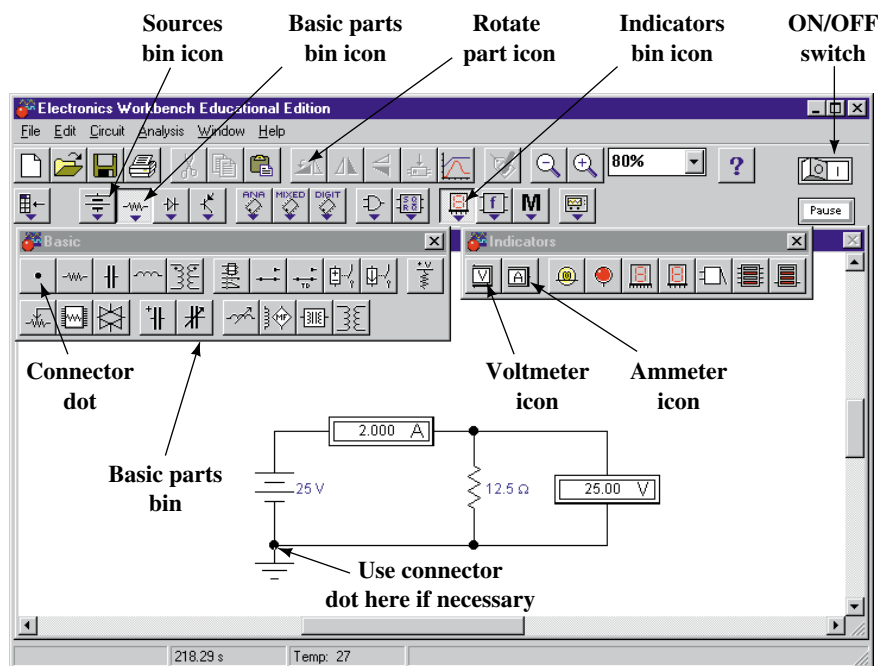 Sources
bin icon
Basic parts
bin icon
Rotate
part icon
Indicators
bin icon
ON/OFF
switch
Electronics Workbench Educational Edition
File Edit Circuit Analysis Window Help
80%
?
ANA
MIXED
DIGIT
M
Pause
Basic
Indicators
+V
TD
V
A
MF
Connector
dot
Voltmeter
icon
Ammeter
icon
Basic parts
bin
2.000 A
25 V
12.5 Ω
25.00 V
Use connector
dot here if necessary
218.29 s
Temp: 27